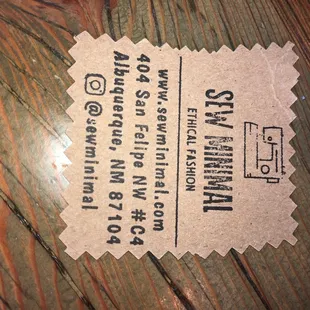 SEW MINIMAL
ETHICAL FASHION
www.sewminimal.com
404 San Felipe NW #C4
Albuquerque, NM 87104
@sewminimal